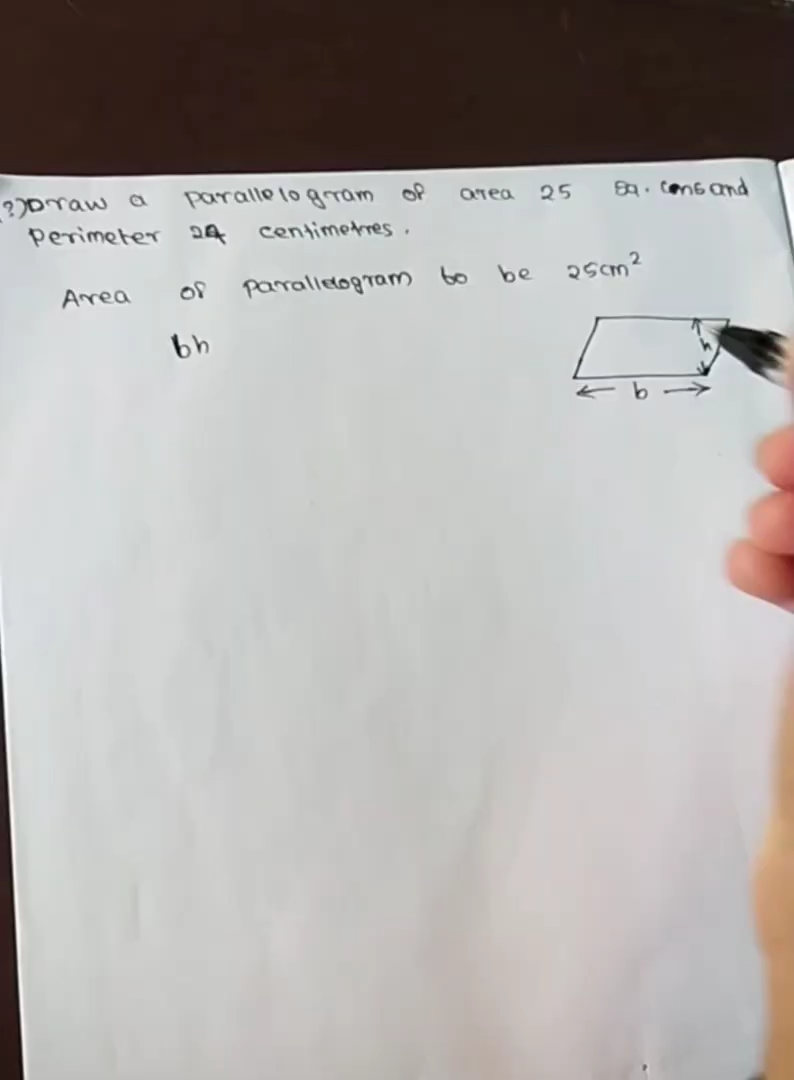 ?) Draw a parallelogram of area 25 Sq. cms and
perimeter 24 centimetres.
Area of parallelogram to be 25cm²
bh
h
b